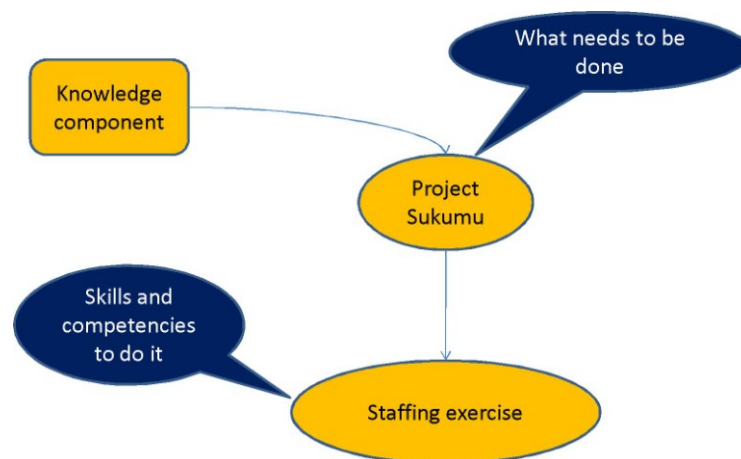 What needs to be
done
Knowledge
component
Project
Sukumu
Skills and
competencies
to do it
Staffing exercise